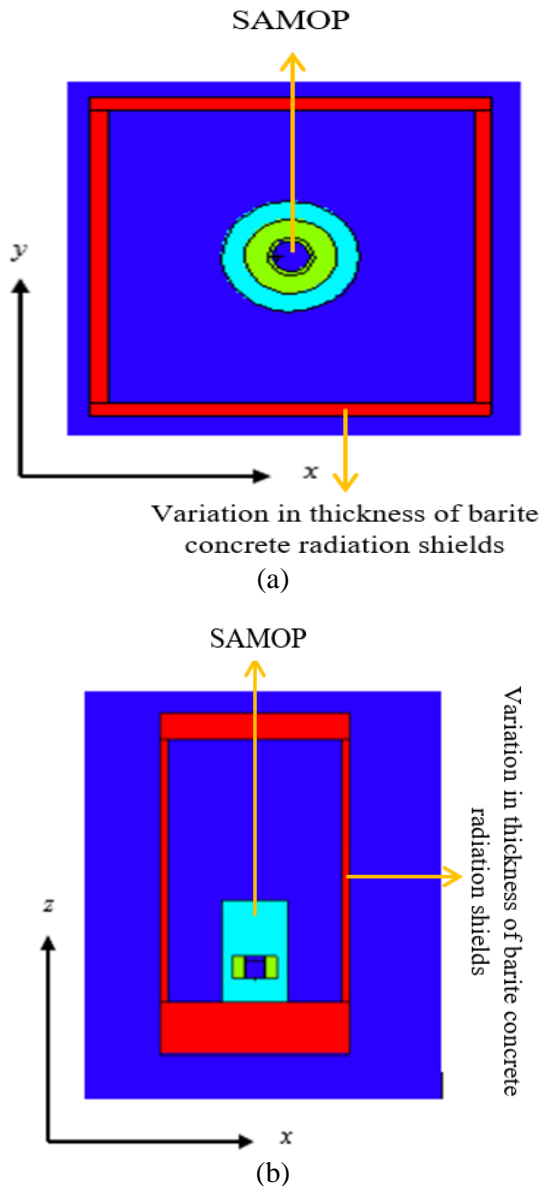 SAMOP
y
x
Variation in thickness of barite
concrete radiation shields
(a)
SAMOP
Variation in thickness of barite concrete
radiation shields
z
x
(b)